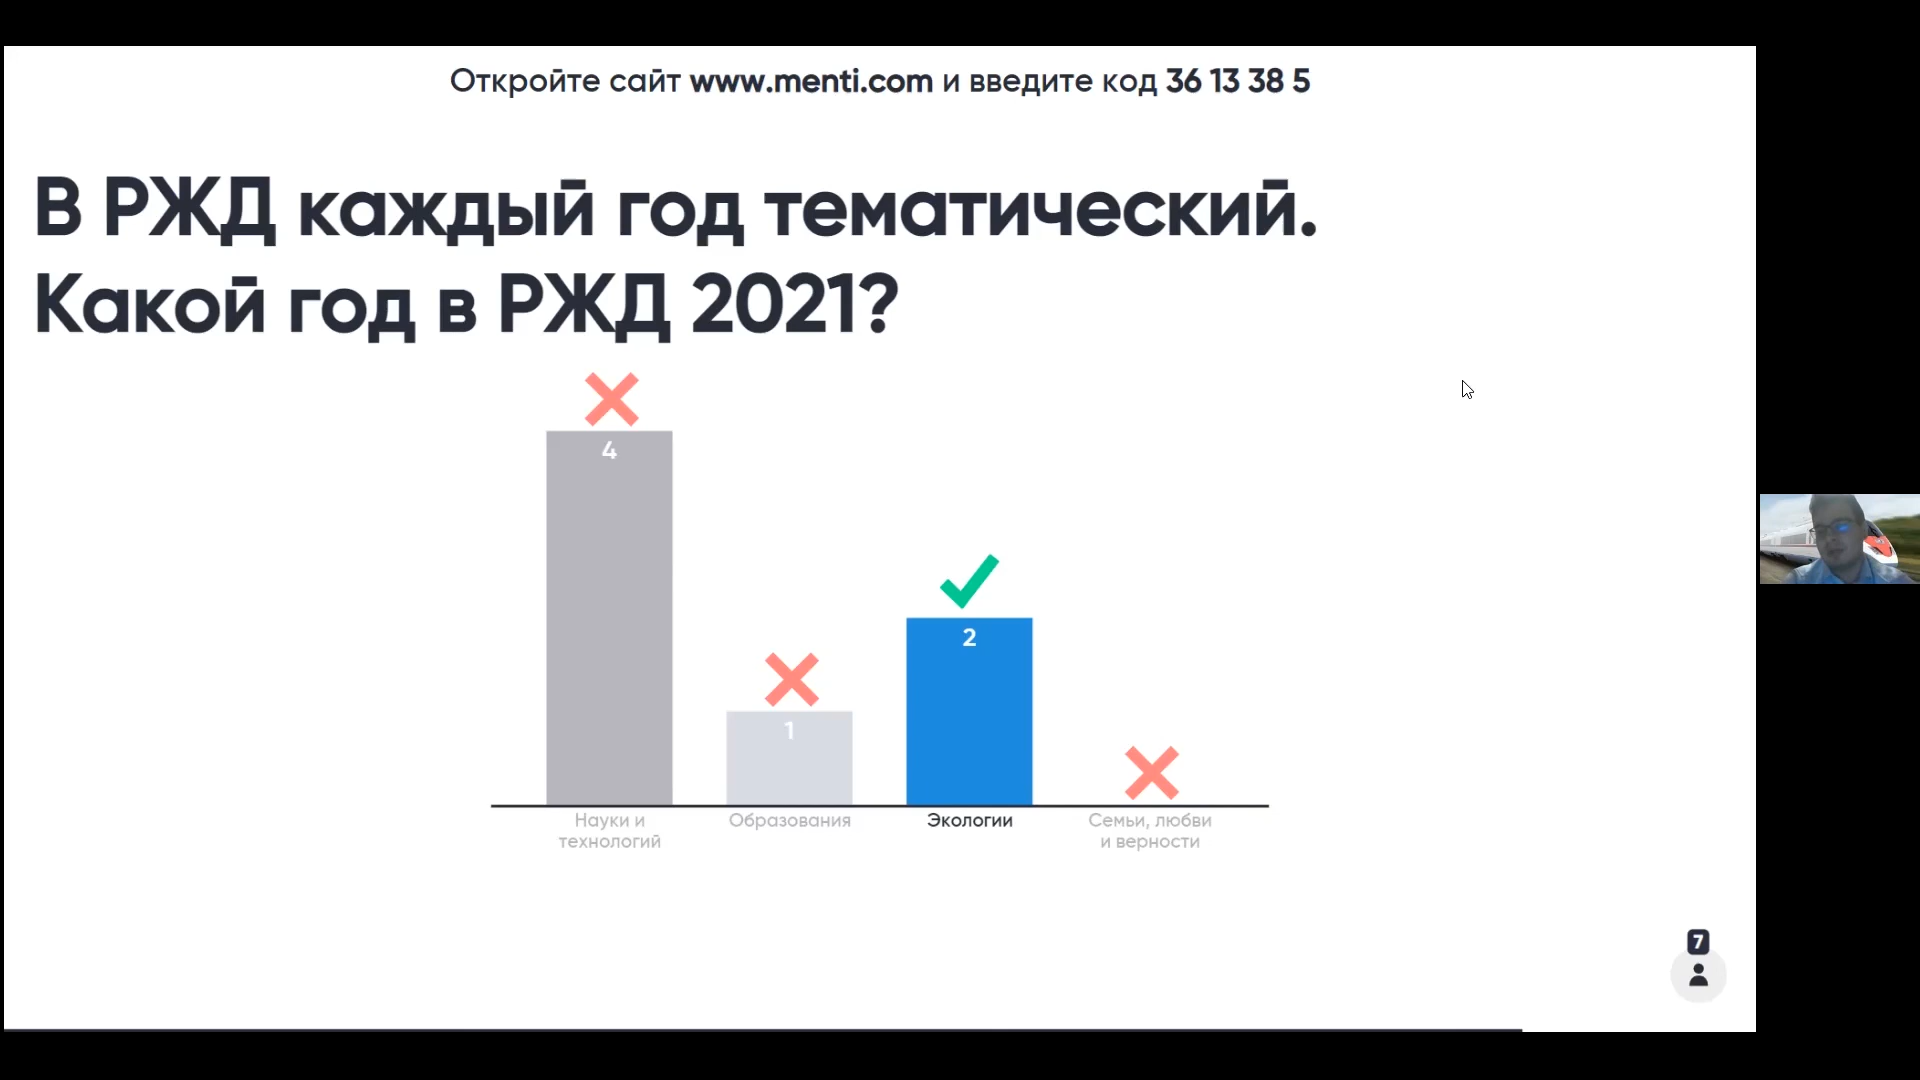 Откройте сайт www.menti.com и введите код 36 13 38 5
В РЖД каждый год тематический.
Какой год в РЖД 2021?
4
1
2
Науки и
технологий
Образования
Экологии
Семьи, любви
и верности
7